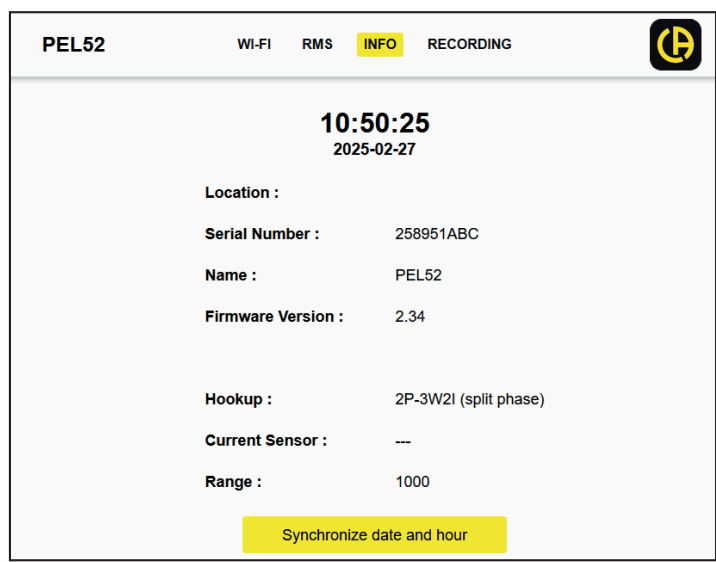 PEL52 WI-FI RMS INFO RECORDING
10:50:25
2025-02-27
Location :
Serial Number : 258951ABC
Name : PEL52
Firmware Version : 2.34
Hookup : 2P-3W2I (split phase)
Current Sensor : ---
Range : 1000
Synchronize date and hour